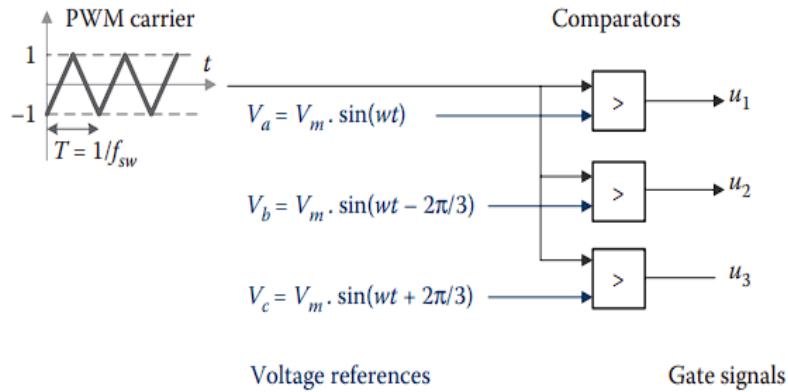 PWM carrier
Comparators
1
t
−1
T = 1/f_sw
V_a = V_m . sin(wt)
V_b = V_m . sin(wt − 2π/3)
V_c = V_m . sin(wt + 2π/3)
>
>
>
u_1
u_2
u_3
Voltage references
Gate signals